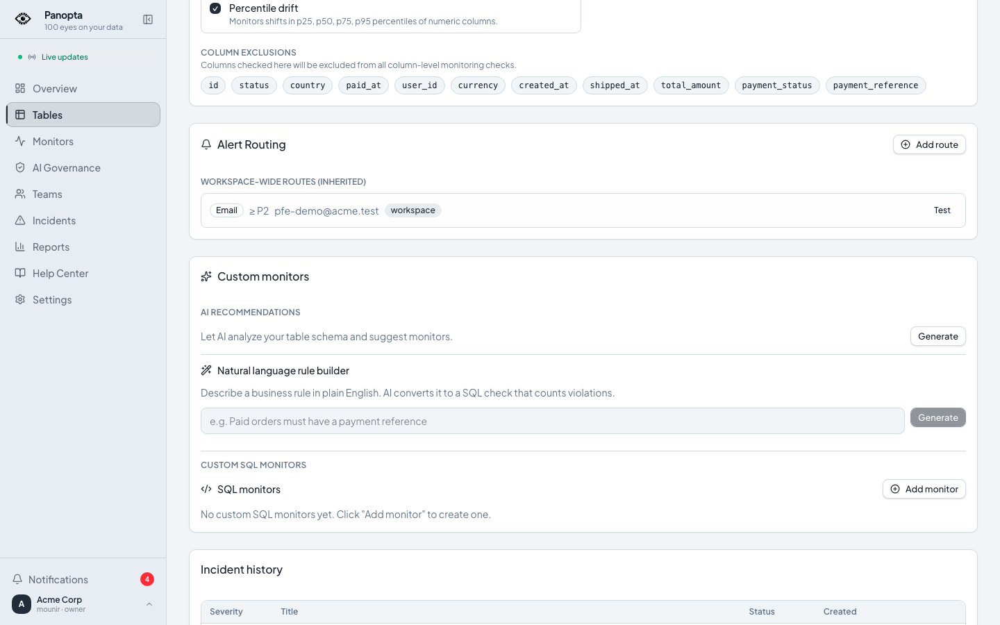 Panopta
100 eyes on your data
Live updates
Overview
Tables
Monitors
AI Governance
Teams
Incidents
Reports
Help Center
Settings
Notifications
4
A
Acme Corp
mounir · owner
Percentile drift
Monitors shifts in p25, p50, p75, p95 percentiles of numeric columns.
COLUMN EXCLUSIONS
Columns checked here will be excluded from all column-level monitoring checks.
id status country paid_at user_id currency created_at shipped_at total_amount payment_status payment_reference
Alert Routing
Add route
WORKSPACE-WIDE ROUTES (INHERITED)
Email ≥ P2 pfe-demo@acme.test workspace Test
Custom monitors
AI RECOMMENDATIONS
Let AI analyze your table schema and suggest monitors.
Generate
Natural language rule builder
Describe a business rule in plain English. AI converts it to a SQL check that counts violations.
e.g. Paid orders must have a payment reference
Generate
CUSTOM SQL MONITORS
SQL monitors
Add monitor
No custom SQL monitors yet. Click "Add monitor" to create one.
Incident history
Severity Title Status Created